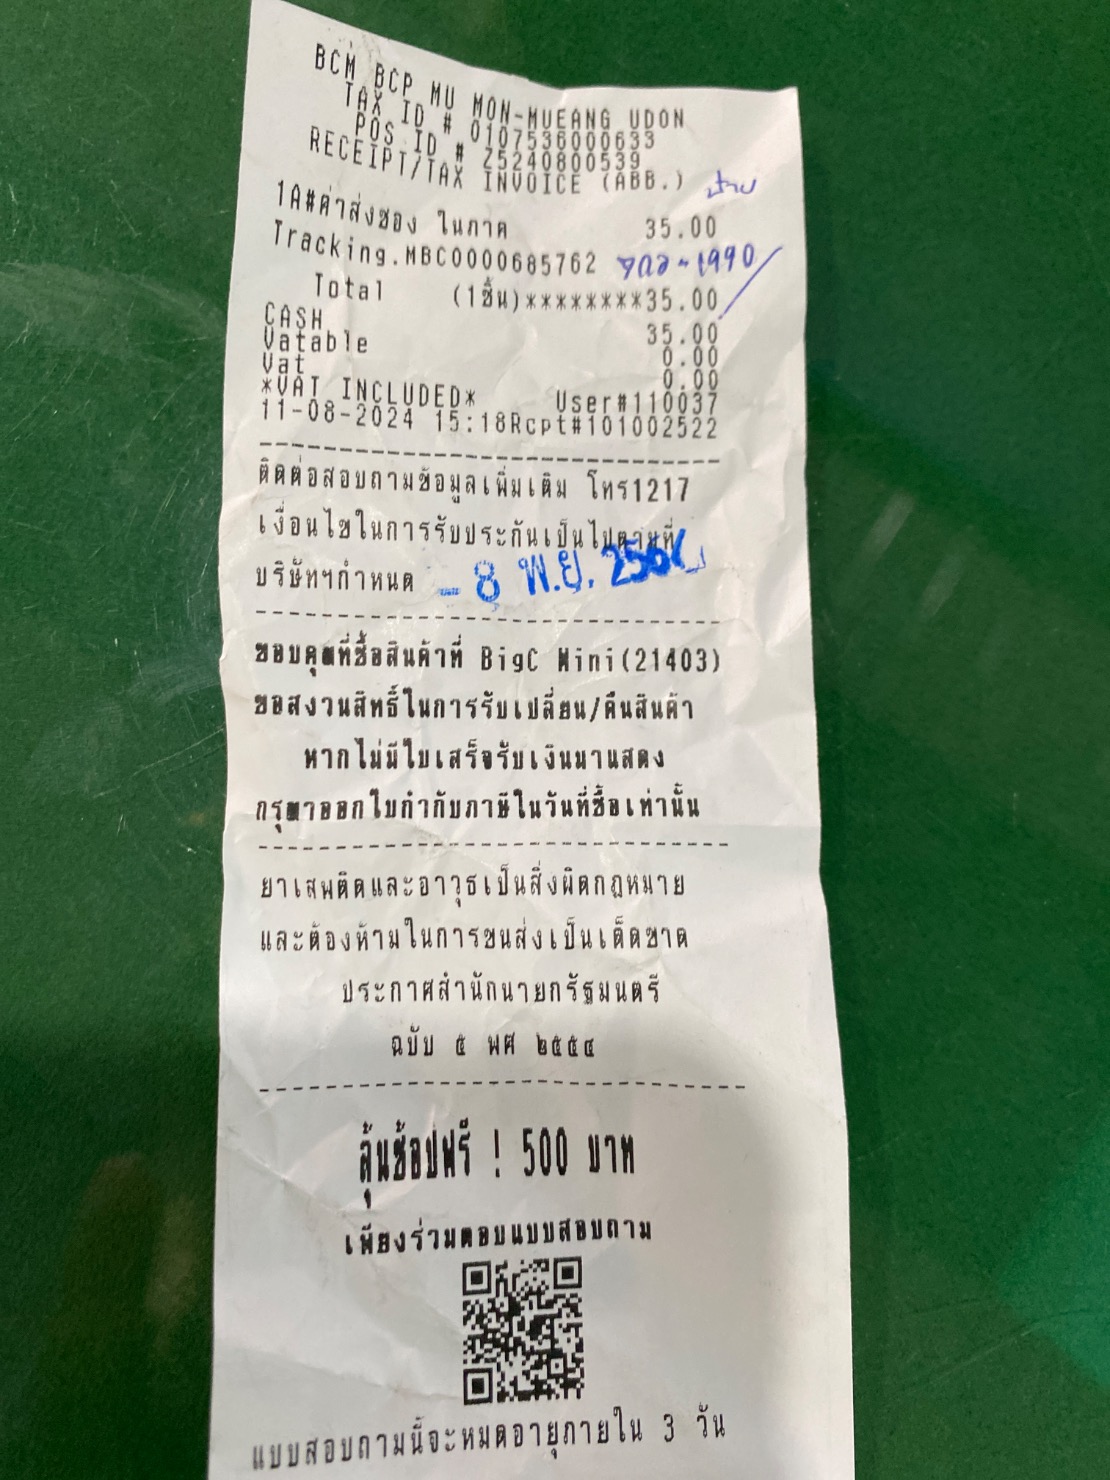 BCM BCP MU MON-MUEANG UDON
TAX ID # 0107536000633
POS ID # Z5240800539
RECEIPT/TAX INVOICE (ABB.)
1A#ค่าส่งซอง ในภาค 35.00
Tracking.MBC0000685762
Total (1ชิ้น)********35.00
CASH 35.00
Vatable 0.00
Vat 0.00
*VAT INCLUDED* User#110037
11-08-2024 15:18Rcpt#101002522
ติดต่อสอบถามข้อมูลเพิ่มเติม โทร1217
เงื่อนไขในการรับประกันเป็นไปตามที่
บริษัทฯกำหนด
- 8 พ.ย. 256
ขอบคุณที่ซื้อสินค้าที่ BigC Mini(21403)
ขอสงวนสิทธิ์ในการรับเปลี่ยน/คืนสินค้า
หากไม่มีใบเสร็จรับเงินมาแสดง
กรุณาออกใบกำกับภาษีในวันที่ซื้อเท่านั้น
ยาเสพติดและอาวุธเป็นสิ่งผิดกฎหมาย
และต้องห้ามในการขนส่งเป็นเด็ดขาด
ประกาศสำนักนายกรัฐมนตรี
ฉบับ ๕ พศ ๒๕๕๔
ลุ้นช้อปฟรี ! 500 บาท
เพียงร่วมตอบแบบสอบถาม
แบบสอบถามนี้จะหมดอายุภายใน 3 วัน